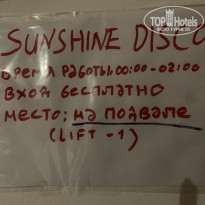 TOP HOTELS
SUNSHINE DISCO
ВРЕМЯ РАБОТЫ: 00:00-02:00
ВХОД БЕСПЛАТНО
МЕСТО: НА ПОДВАЛЕ
(LIFT -1)